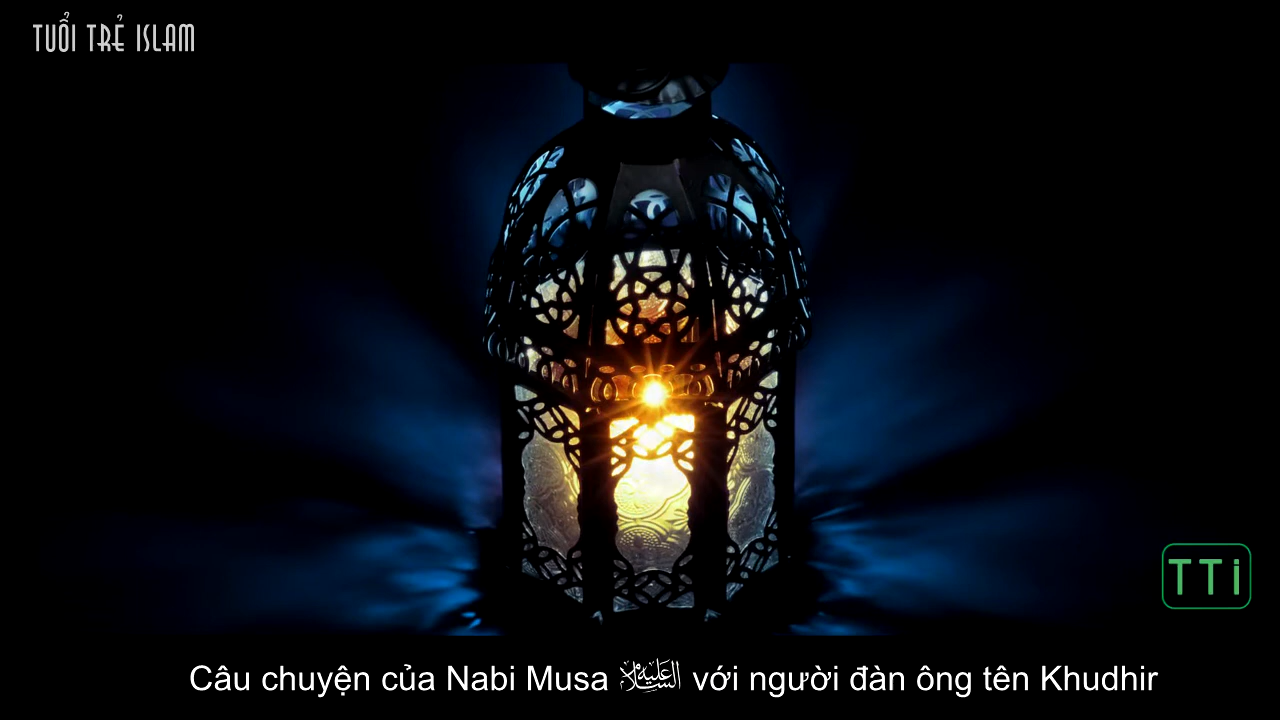 TUỔI TRẺ ISLAM
TTi
Câu chuyện của Nabi Musa عليه السلام với người đàn ông tên Khudhir